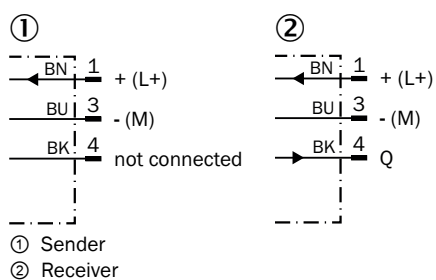 ① ②
BN 1 + (L+)
BU 3 - (M)
BK 4 not connected
BN 1 + (L+)
BU 3 - (M)
BK 4 Q
① Sender
② Receiver